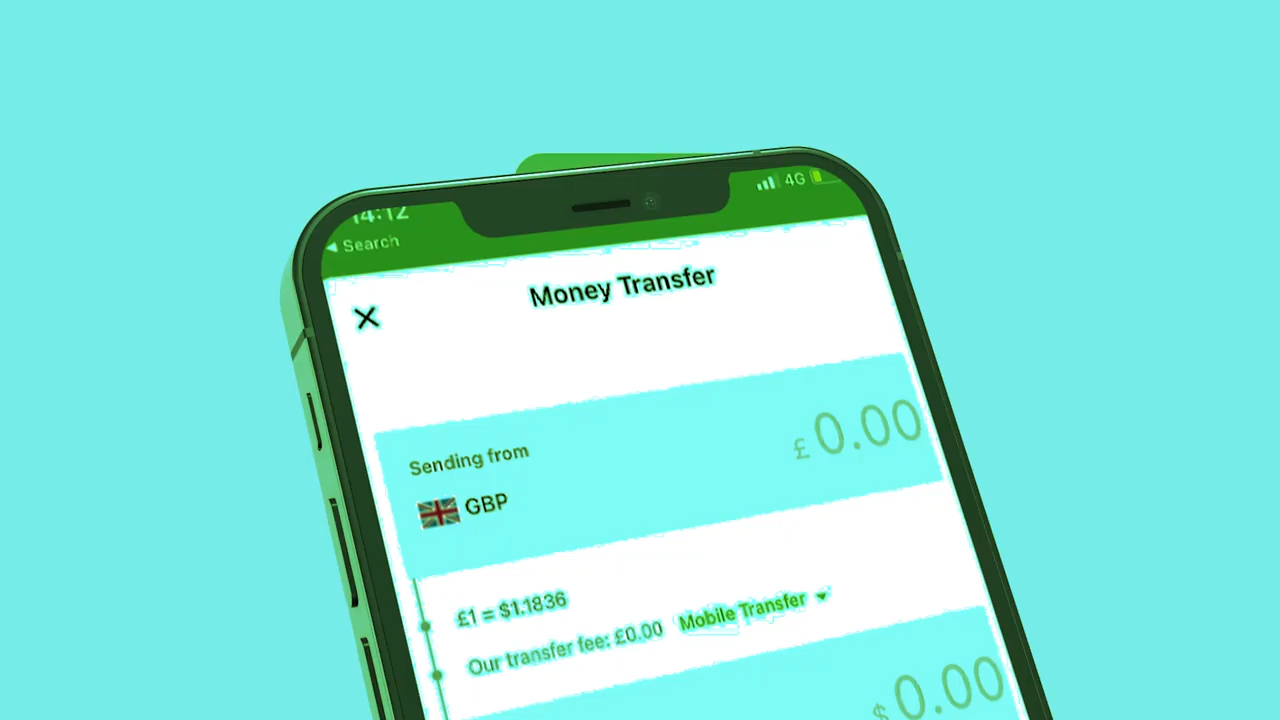 14:12
4G
◀ Search
Money Transfer
Sending from
£ 0.00
GBP
£1 = $1.1836
Our transfer fee: £0.00 Mobile Transfer
$ 0.00